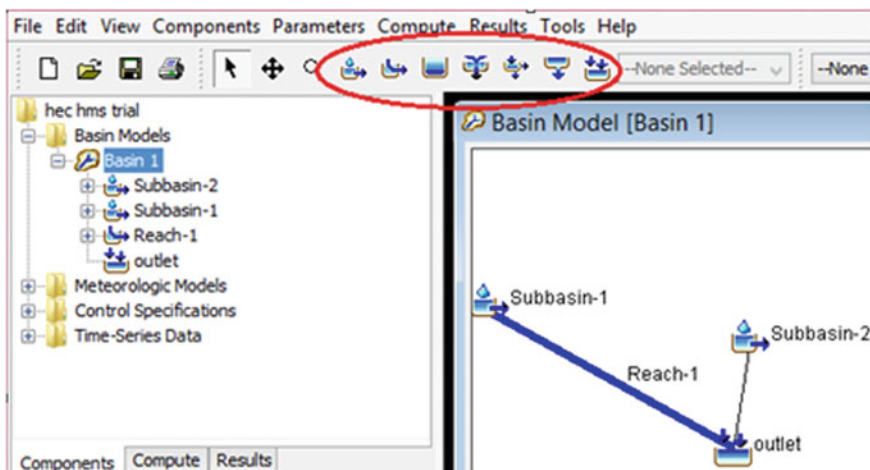 File Edit View Components Parameters Compute Results Tools Help
--None Selected-- --None
hec hms trial
Basin Models
Basin 1
Subbasin-2
Subbasin-1
Reach-1
outlet
Meteorologic Models
Control Specifications
Time-Series Data
Components Compute Results
Basin Model [Basin 1]
Subbasin-1
Subbasin-2
Reach-1
outlet